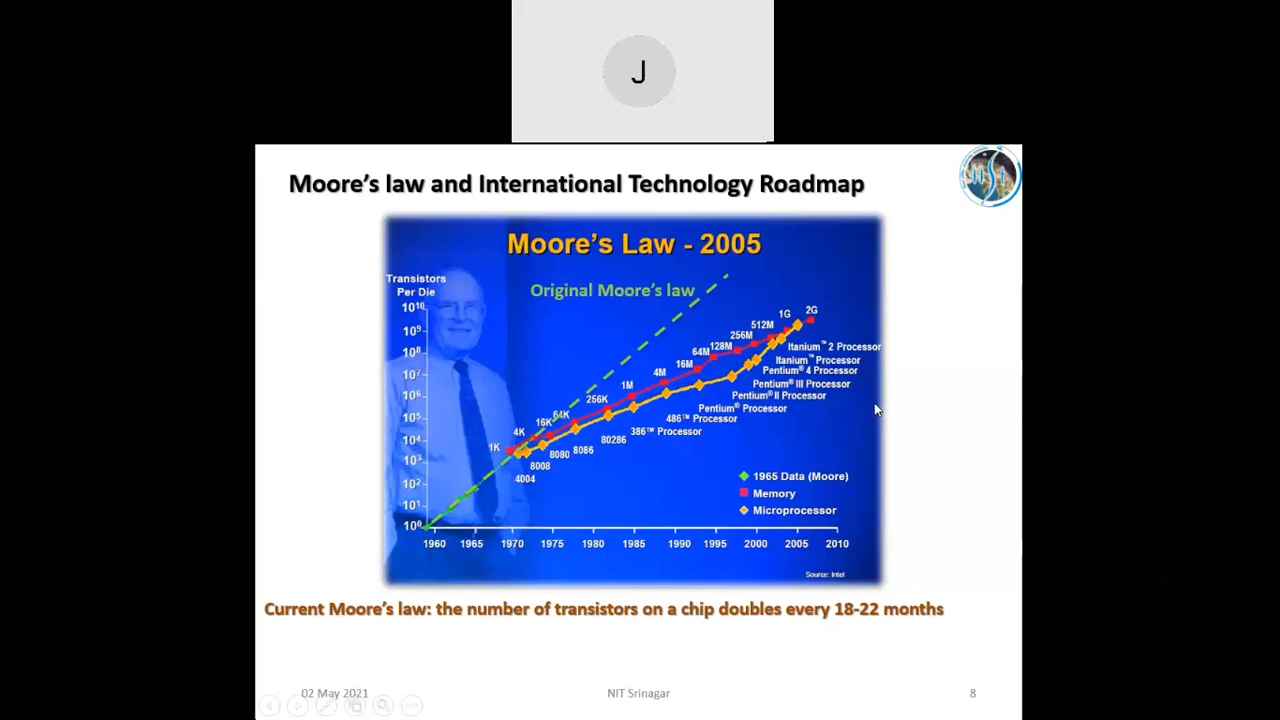 J
Moore's law and International Technology Roadmap
Moore's Law - 2005
Transistors
Per Die
Original Moore's law
10^10
10^9
10^8
10^7
10^6
10^5
10^4
10^3
10^2
10^1
10^0
1K
4K
16K
64K
256K
1M
4M
16M
64M
128M
256M
512M
1G
2G
4004
8008
8080
8086
80286
386™ Processor
486™ Processor
Pentium® Processor
Pentium® II Processor
Pentium® III Processor
Pentium® 4 Processor
Itanium™ Processor
Itanium™ 2 Processor
1965 Data (Moore)
Memory
Microprocessor
1960 1965 1970 1975 1980 1985 1990 1995 2000 2005 2010
Source: Intel
Current Moore's law: the number of transistors on a chip doubles every 18-22 months
02 May 2021 NIT Srinagar 8